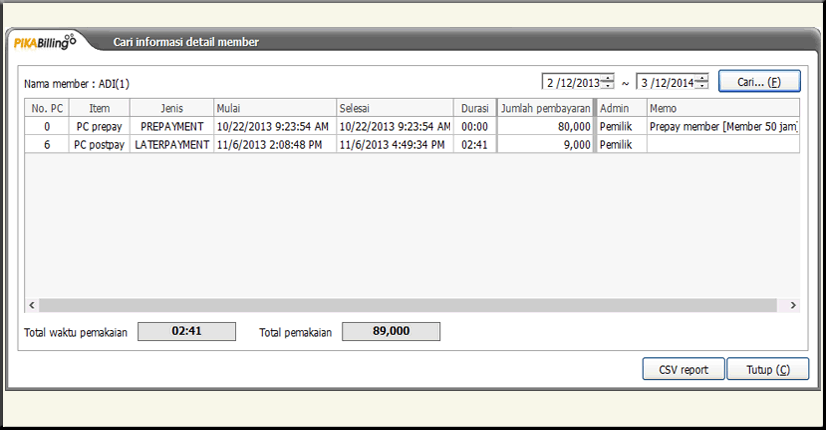 PIKABilling Cari informasi detail member
Nama member : ADI(1) 2 /12/2013 ~ 3 /12/2014 Cari... (F)
No. PC Item Jenis Mulai Selesai Durasi Jumlah pembayaran Admin Memo
0 PC prepay PREPAYMENT 10/22/2013 9:23:54 AM 10/22/2013 9:23:54 AM 00:00 80,000 Pemilik Prepay member [Member 50 jam]
6 PC postpay LATERPAYMENT 11/6/2013 2:08:48 PM 11/6/2013 4:49:34 PM 02:41 9,000 Pemilik
Total waktu pemakaian 02:41 Total pemakaian 89,000
CSV report Tutup (C)